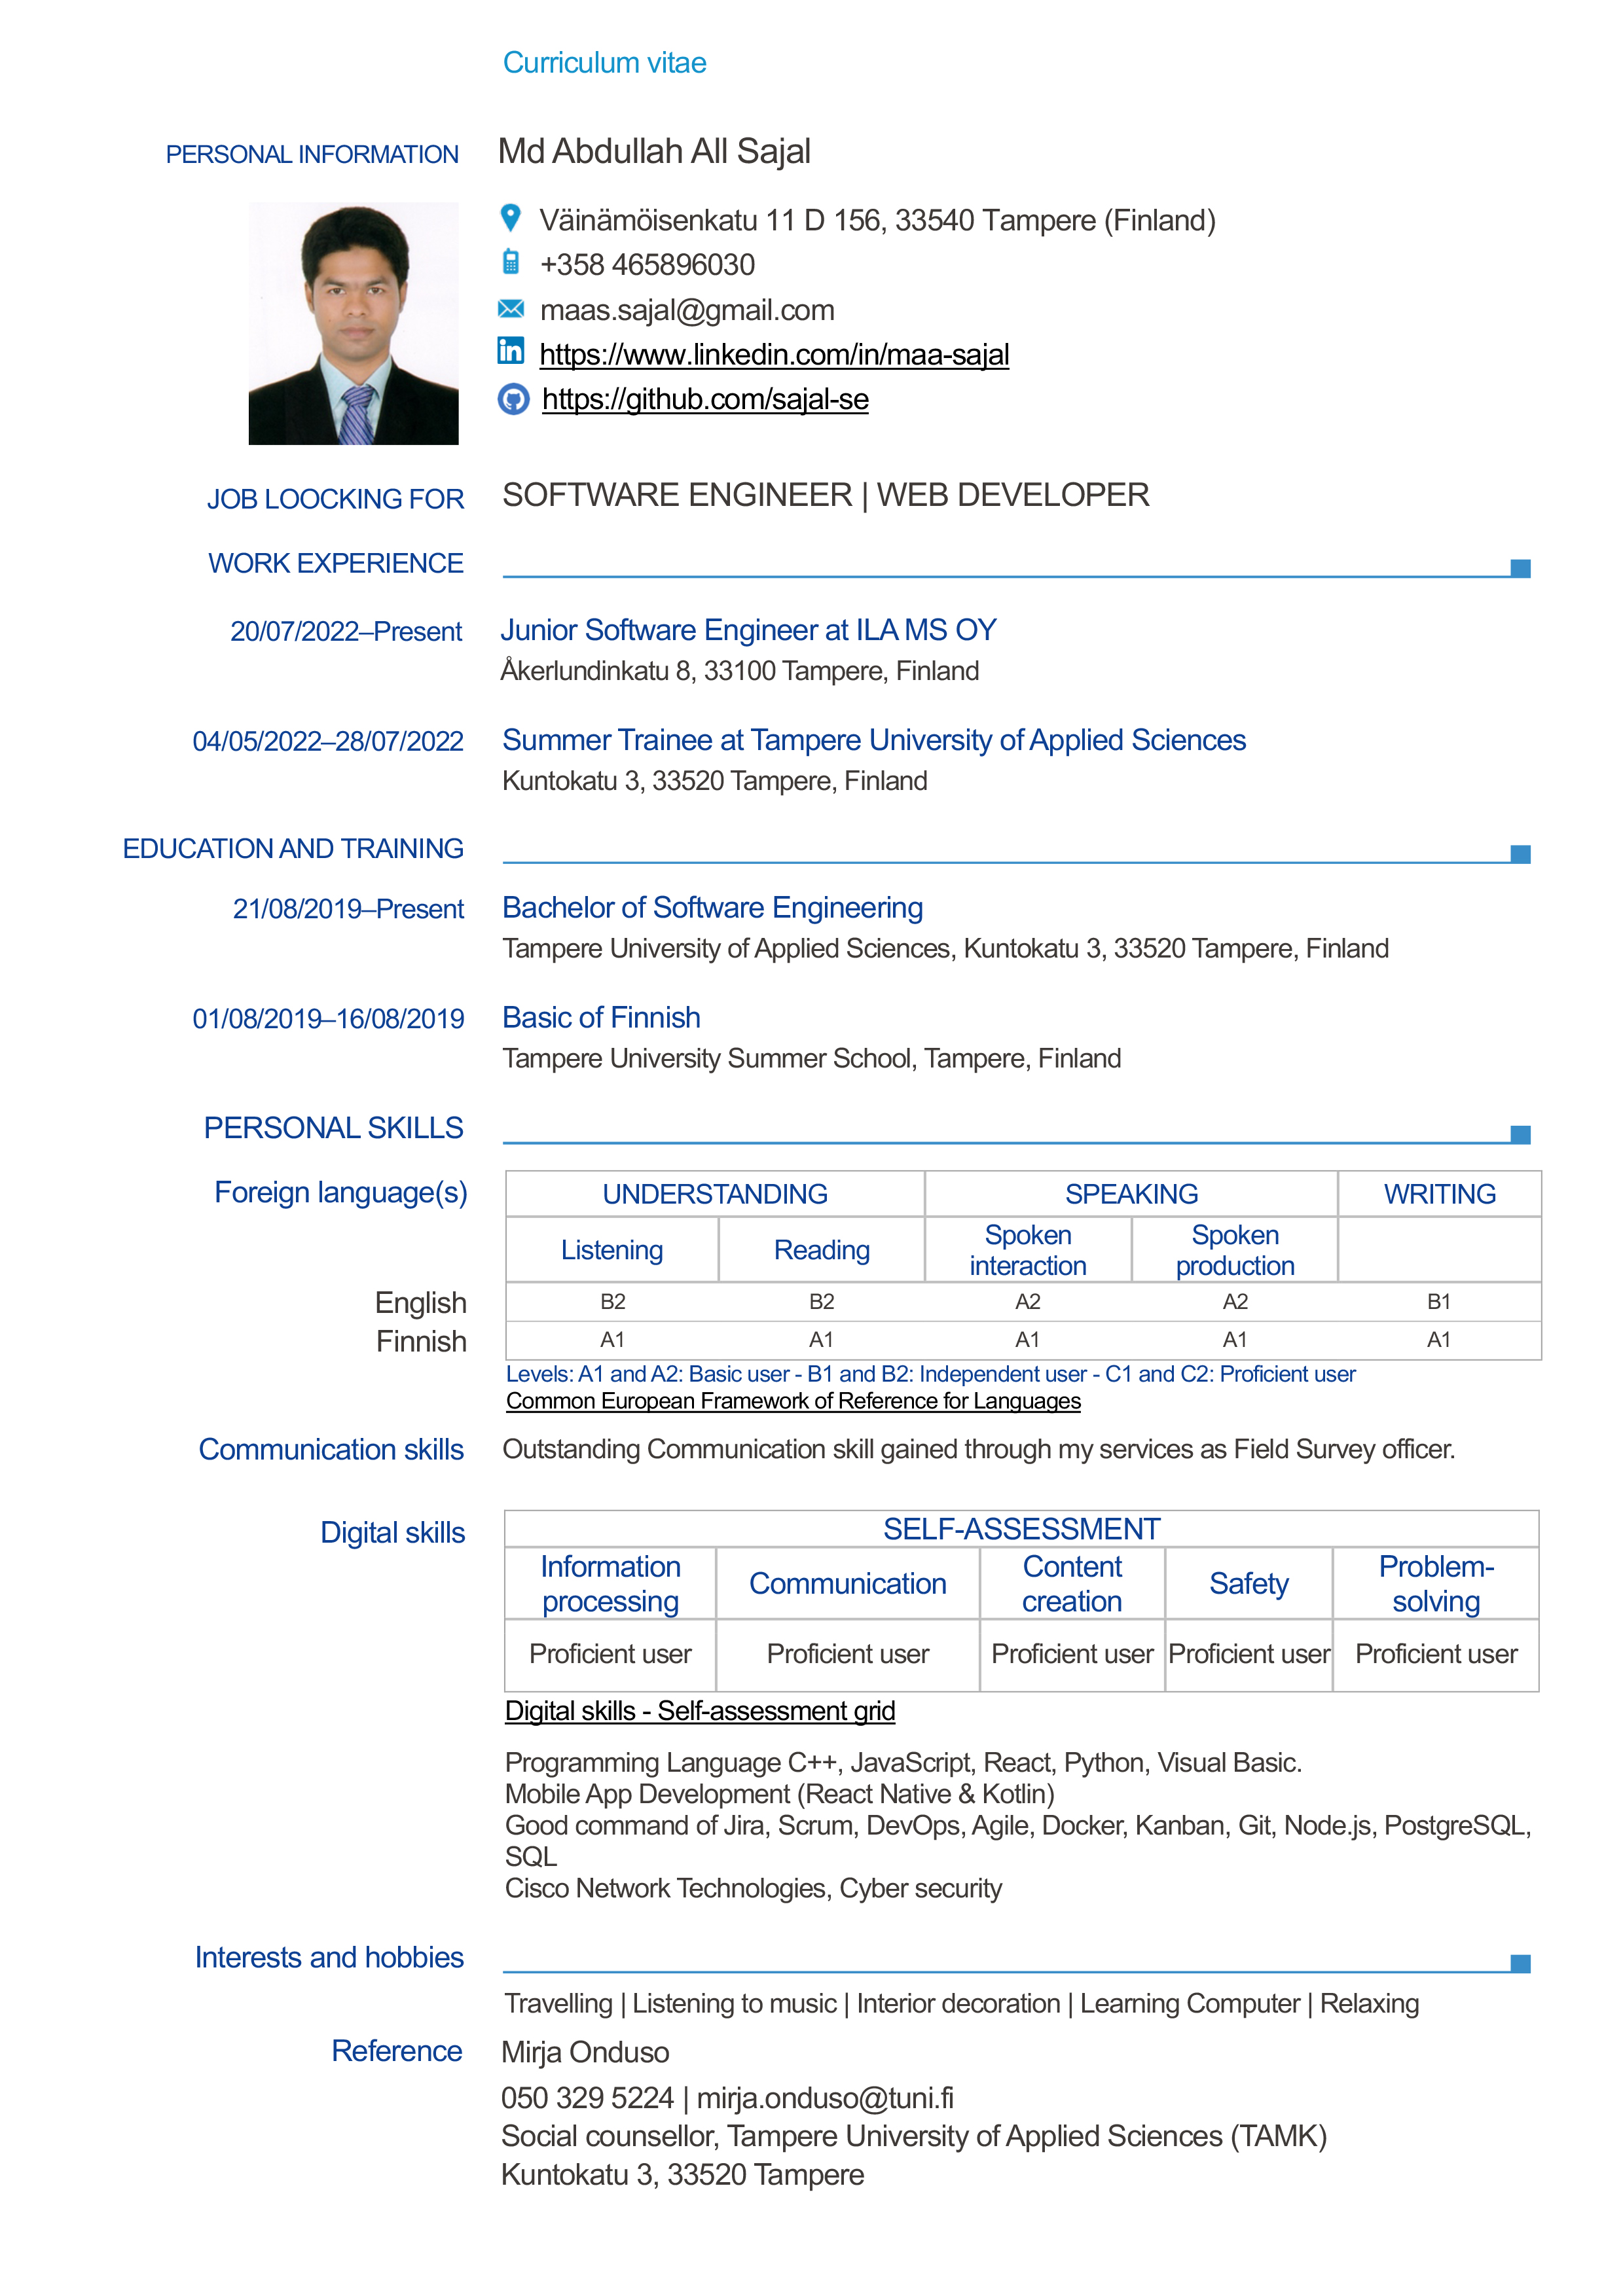 Curriculum vitae
PERSONAL INFORMATION
Md Abdullah All Sajal
Väinämöisenkatu 11 D 156, 33540 Tampere (Finland)
+358 465896030
maas.sajal@gmail.com
in https://www.linkedin.com/in/maa-sajal
https://github.com/sajal-se
JOB LOOCKING FOR
SOFTWARE ENGINEER | WEB DEVELOPER
WORK EXPERIENCE
20/07/2022–Present
Junior Software Engineer at ILA MS OY
Åkerlundinkatu 8, 33100 Tampere, Finland
04/05/2022–28/07/2022
Summer Trainee at Tampere University of Applied Sciences
Kuntokatu 3, 33520 Tampere, Finland
EDUCATION AND TRAINING
21/08/2019–Present
Bachelor of Software Engineering
Tampere University of Applied Sciences, Kuntokatu 3, 33520 Tampere, Finland
01/08/2019–16/08/2019
Basic of Finnish
Tampere University Summer School, Tampere, Finland
PERSONAL SKILLS
Foreign language(s)
UNDERSTANDING SPEAKING WRITING
Listening Reading Spoken interaction Spoken production
English B2 B2 A2 A2 B1
Finnish A1 A1 A1 A1 A1
Levels: A1 and A2: Basic user - B1 and B2: Independent user - C1 and C2: Proficient user
Common European Framework of Reference for Languages
Communication skills
Outstanding Communication skill gained through my services as Field Survey officer.
Digital skills
SELF-ASSESSMENT
Information processing Communication Content creation Safety Problem-solving
Proficient user Proficient user Proficient user Proficient user Proficient user
Digital skills - Self-assessment grid
Programming Language C++, JavaScript, React, Python, Visual Basic.
Mobile App Development (React Native & Kotlin)
Good command of Jira, Scrum, DevOps, Agile, Docker, Kanban, Git, Node.js, PostgreSQL,
SQL
Cisco Network Technologies, Cyber security
Interests and hobbies
Travelling | Listening to music | Interior decoration | Learning Computer | Relaxing
Reference
Mirja Onduso
050 329 5224 | mirja.onduso@tuni.fi
Social counsellor, Tampere University of Applied Sciences (TAMK)
Kuntokatu 3, 33520 Tampere